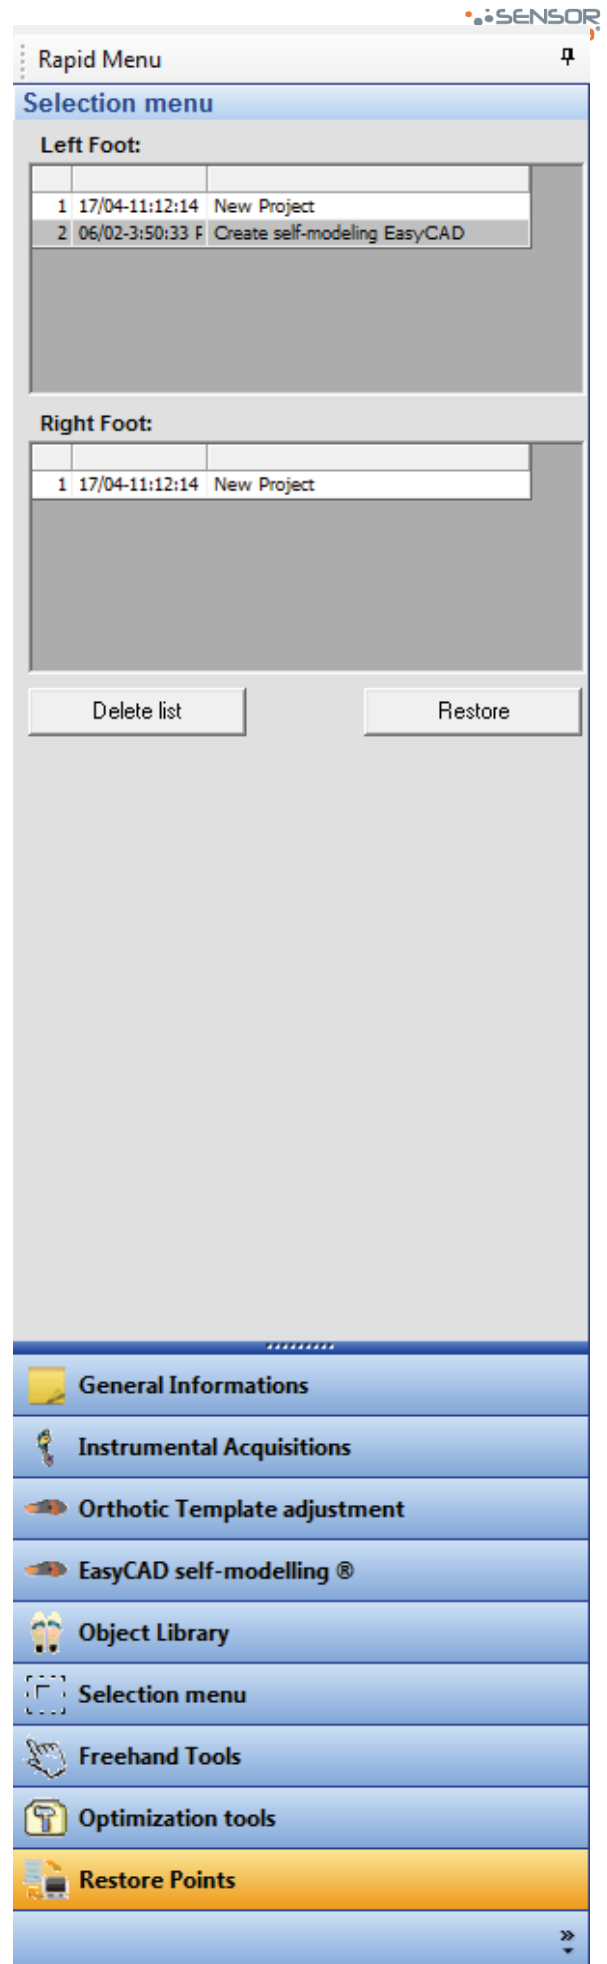 SENSOR
Rapid Menu
Selection menu
Left Foot:
1 17/04-11:12:14 New Project
2 06/02-3:50:33 F Create self-modeling EasyCAD
Right Foot:
1 17/04-11:12:14 New Project
Delete list Restore
General Informations
Instrumental Acquisitions
Orthotic Template adjustment
EasyCAD self-modelling ®
Object Library
Selection menu
Freehand Tools
Optimization tools
Restore Points